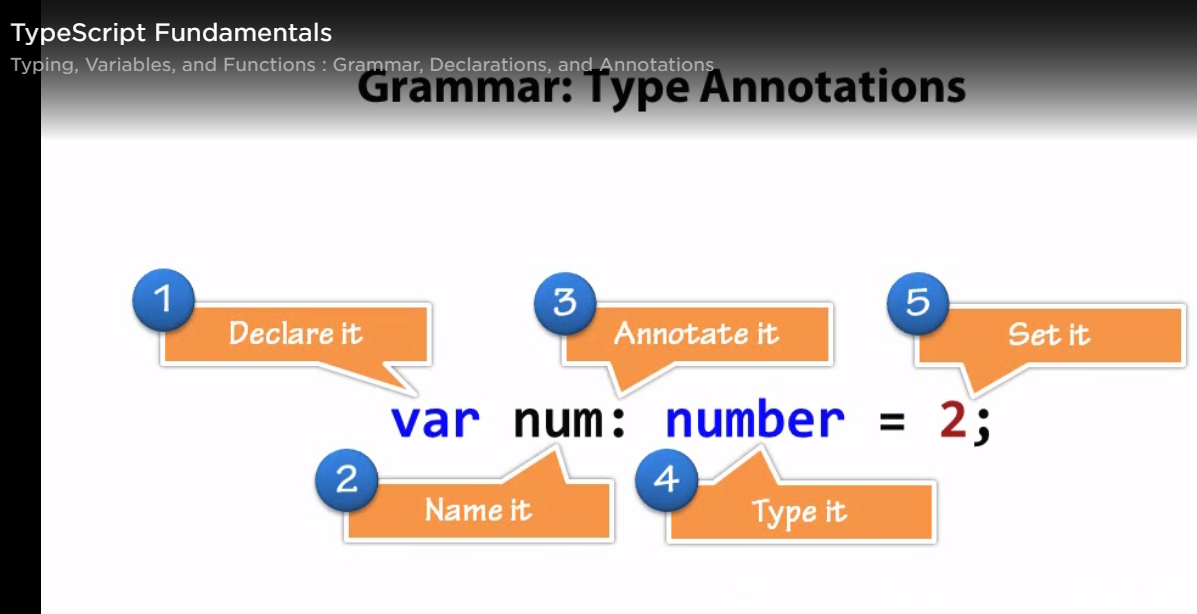 TypeScript Fundamentals
Typing, Variables, and Functions : Grammar, Declarations, and Annotations
Grammar: Type Annotations
1 Declare it
3 Annotate it
5 Set it
var num: number = 2;
2 Name it
4 Type it